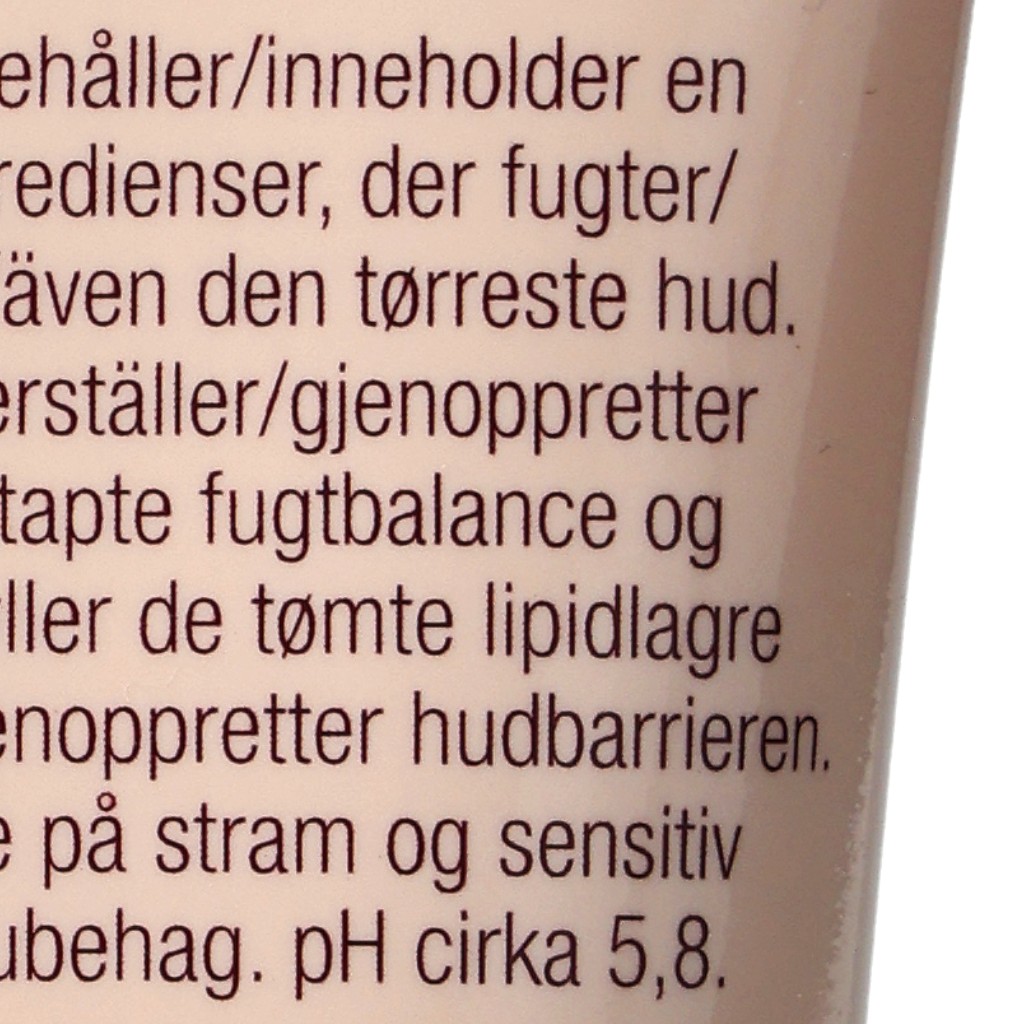 ehåller/inneholder en
redienser, der fugter/
även den tørreste hud.
erställer/gjenoppretter
tapte fugtbalance og
ller de tømte lipidlagre
enoppretter hudbarrieren.
e på stram og sensitiv
ubehag. pH cirka 5,8.